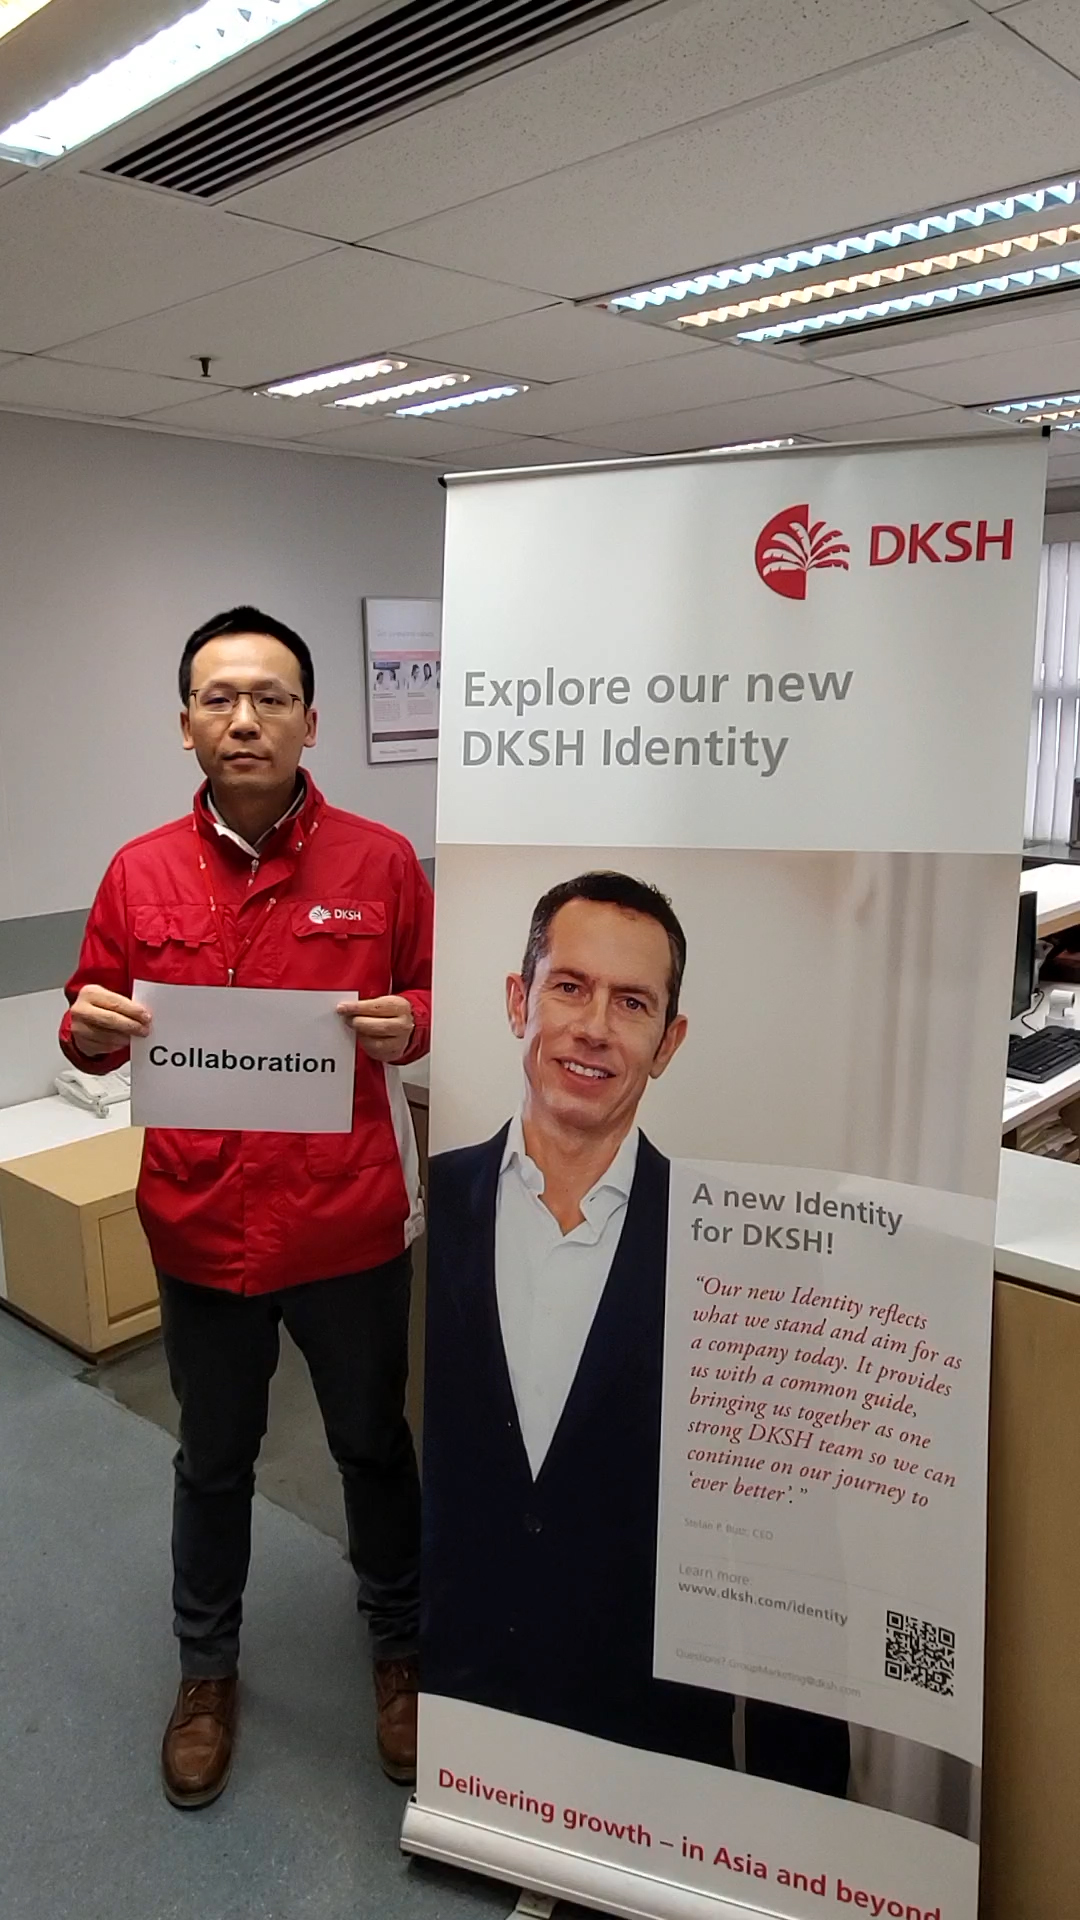 DKSH
Explore our new
DKSH Identity
DKSH
Collaboration
A new Identity
for DKSH!
“Our new Identity reflects
what we stand and aim for as
a company today. It provides
us with a common guide,
bringing us together as one
strong DKSH team so we can
continue on our journey to
‘ever better’.”
Stefan P. Butz, CEO
Learn more:
www.dksh.com/identity
Questions? GroupMarketing@dksh.com
Delivering growth – in Asia and beyond